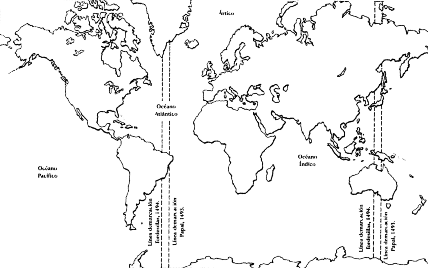 Ártico
Océano
Atlántico
Océano
Pacífico
Océano
Índico
Línea demarcación
Tordesillas, 1494.
Línea demarcación
Papal, 1493.
Línea demarcación
Tordesillas, 1494.
Línea demarcación
Papal, 1493.